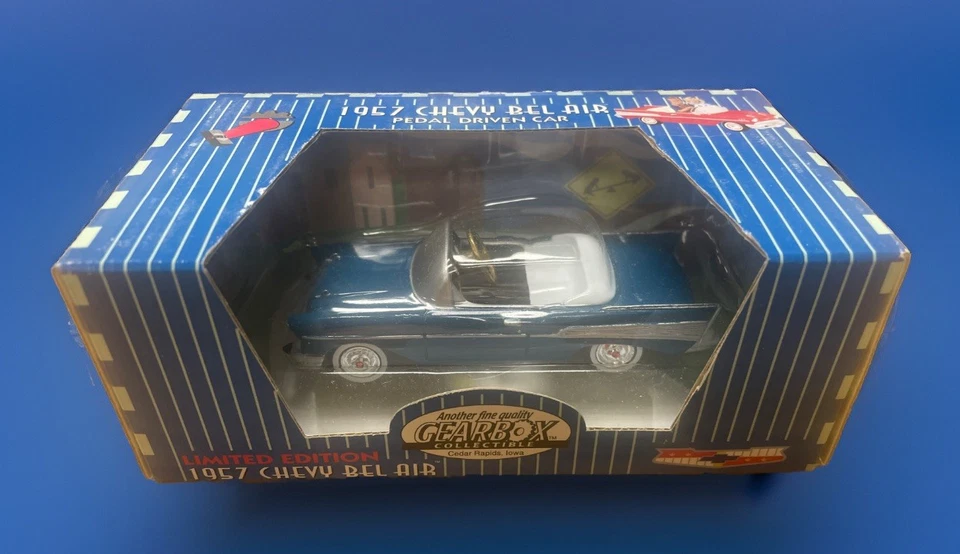 1957 CHEVY BEL AIR
PEDAL DRIVEN CAR
Another fine quality
GEARBOX™
COLLECTIBLE
Cedar Rapids, Iowa
LIMITED EDITION
1957 CHEVY BEL AIR